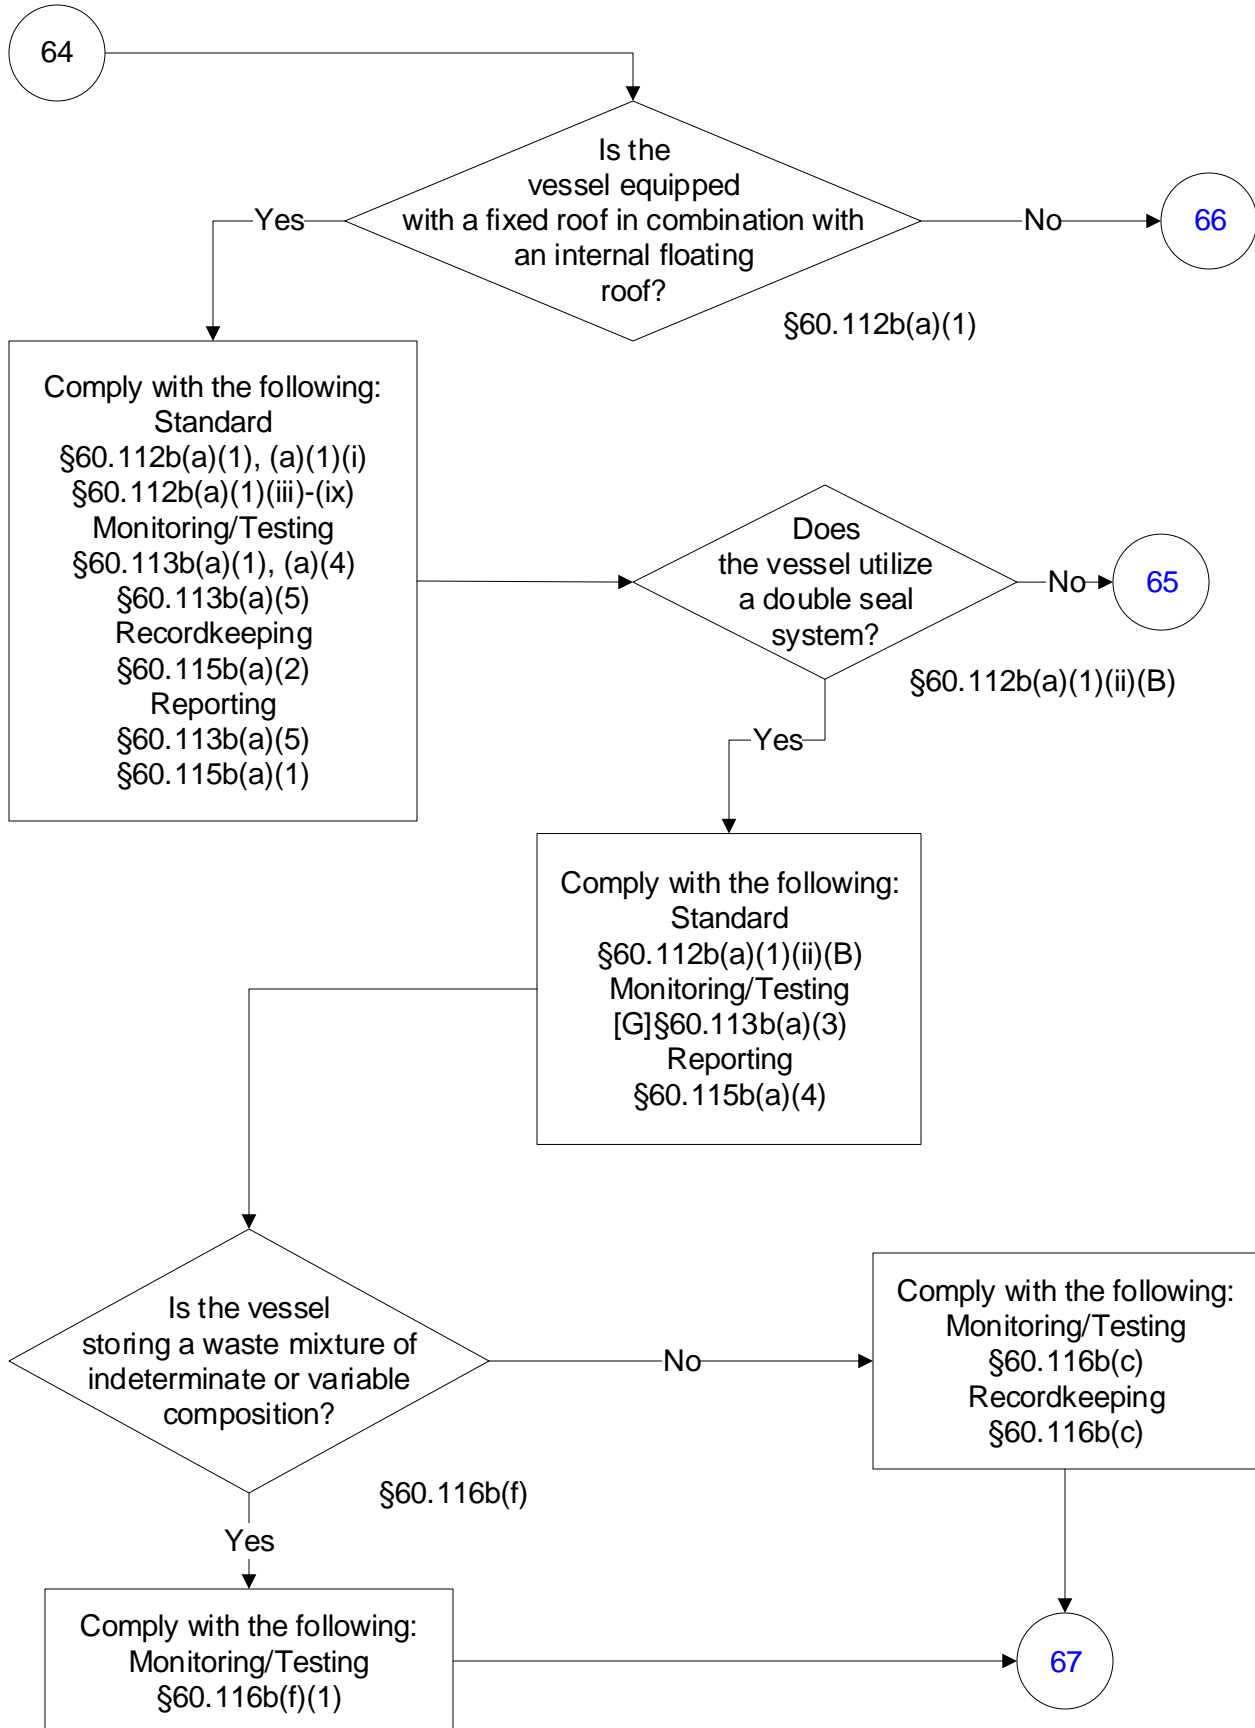 64
Is the
vessel equipped
with a fixed roof in combination with
an internal floating
roof?
Yes
No
66
§60.112b(a)(1)
Comply with the following:
Standard
§60.112b(a)(1), (a)(1)(i)
§60.112b(a)(1)(iii)-(ix)
Monitoring/Testing
§60.113b(a)(1), (a)(4)
§60.113b(a)(5)
Recordkeeping
§60.115b(a)(2)
Reporting
§60.113b(a)(5)
§60.115b(a)(1)
Does
the vessel utilize
a double seal
system?
No
65
§60.112b(a)(1)(ii)(B)
Yes
Comply with the following:
Standard
§60.112b(a)(1)(ii)(B)
Monitoring/Testing
[G]§60.113b(a)(3)
Reporting
§60.115b(a)(4)
Is the vessel
storing a waste mixture of
indeterminate or variable
composition?
No
§60.116b(f)
Comply with the following:
Monitoring/Testing
§60.116b(c)
Recordkeeping
§60.116b(c)
Yes
Comply with the following:
Monitoring/Testing
§60.116b(f)(1)
67